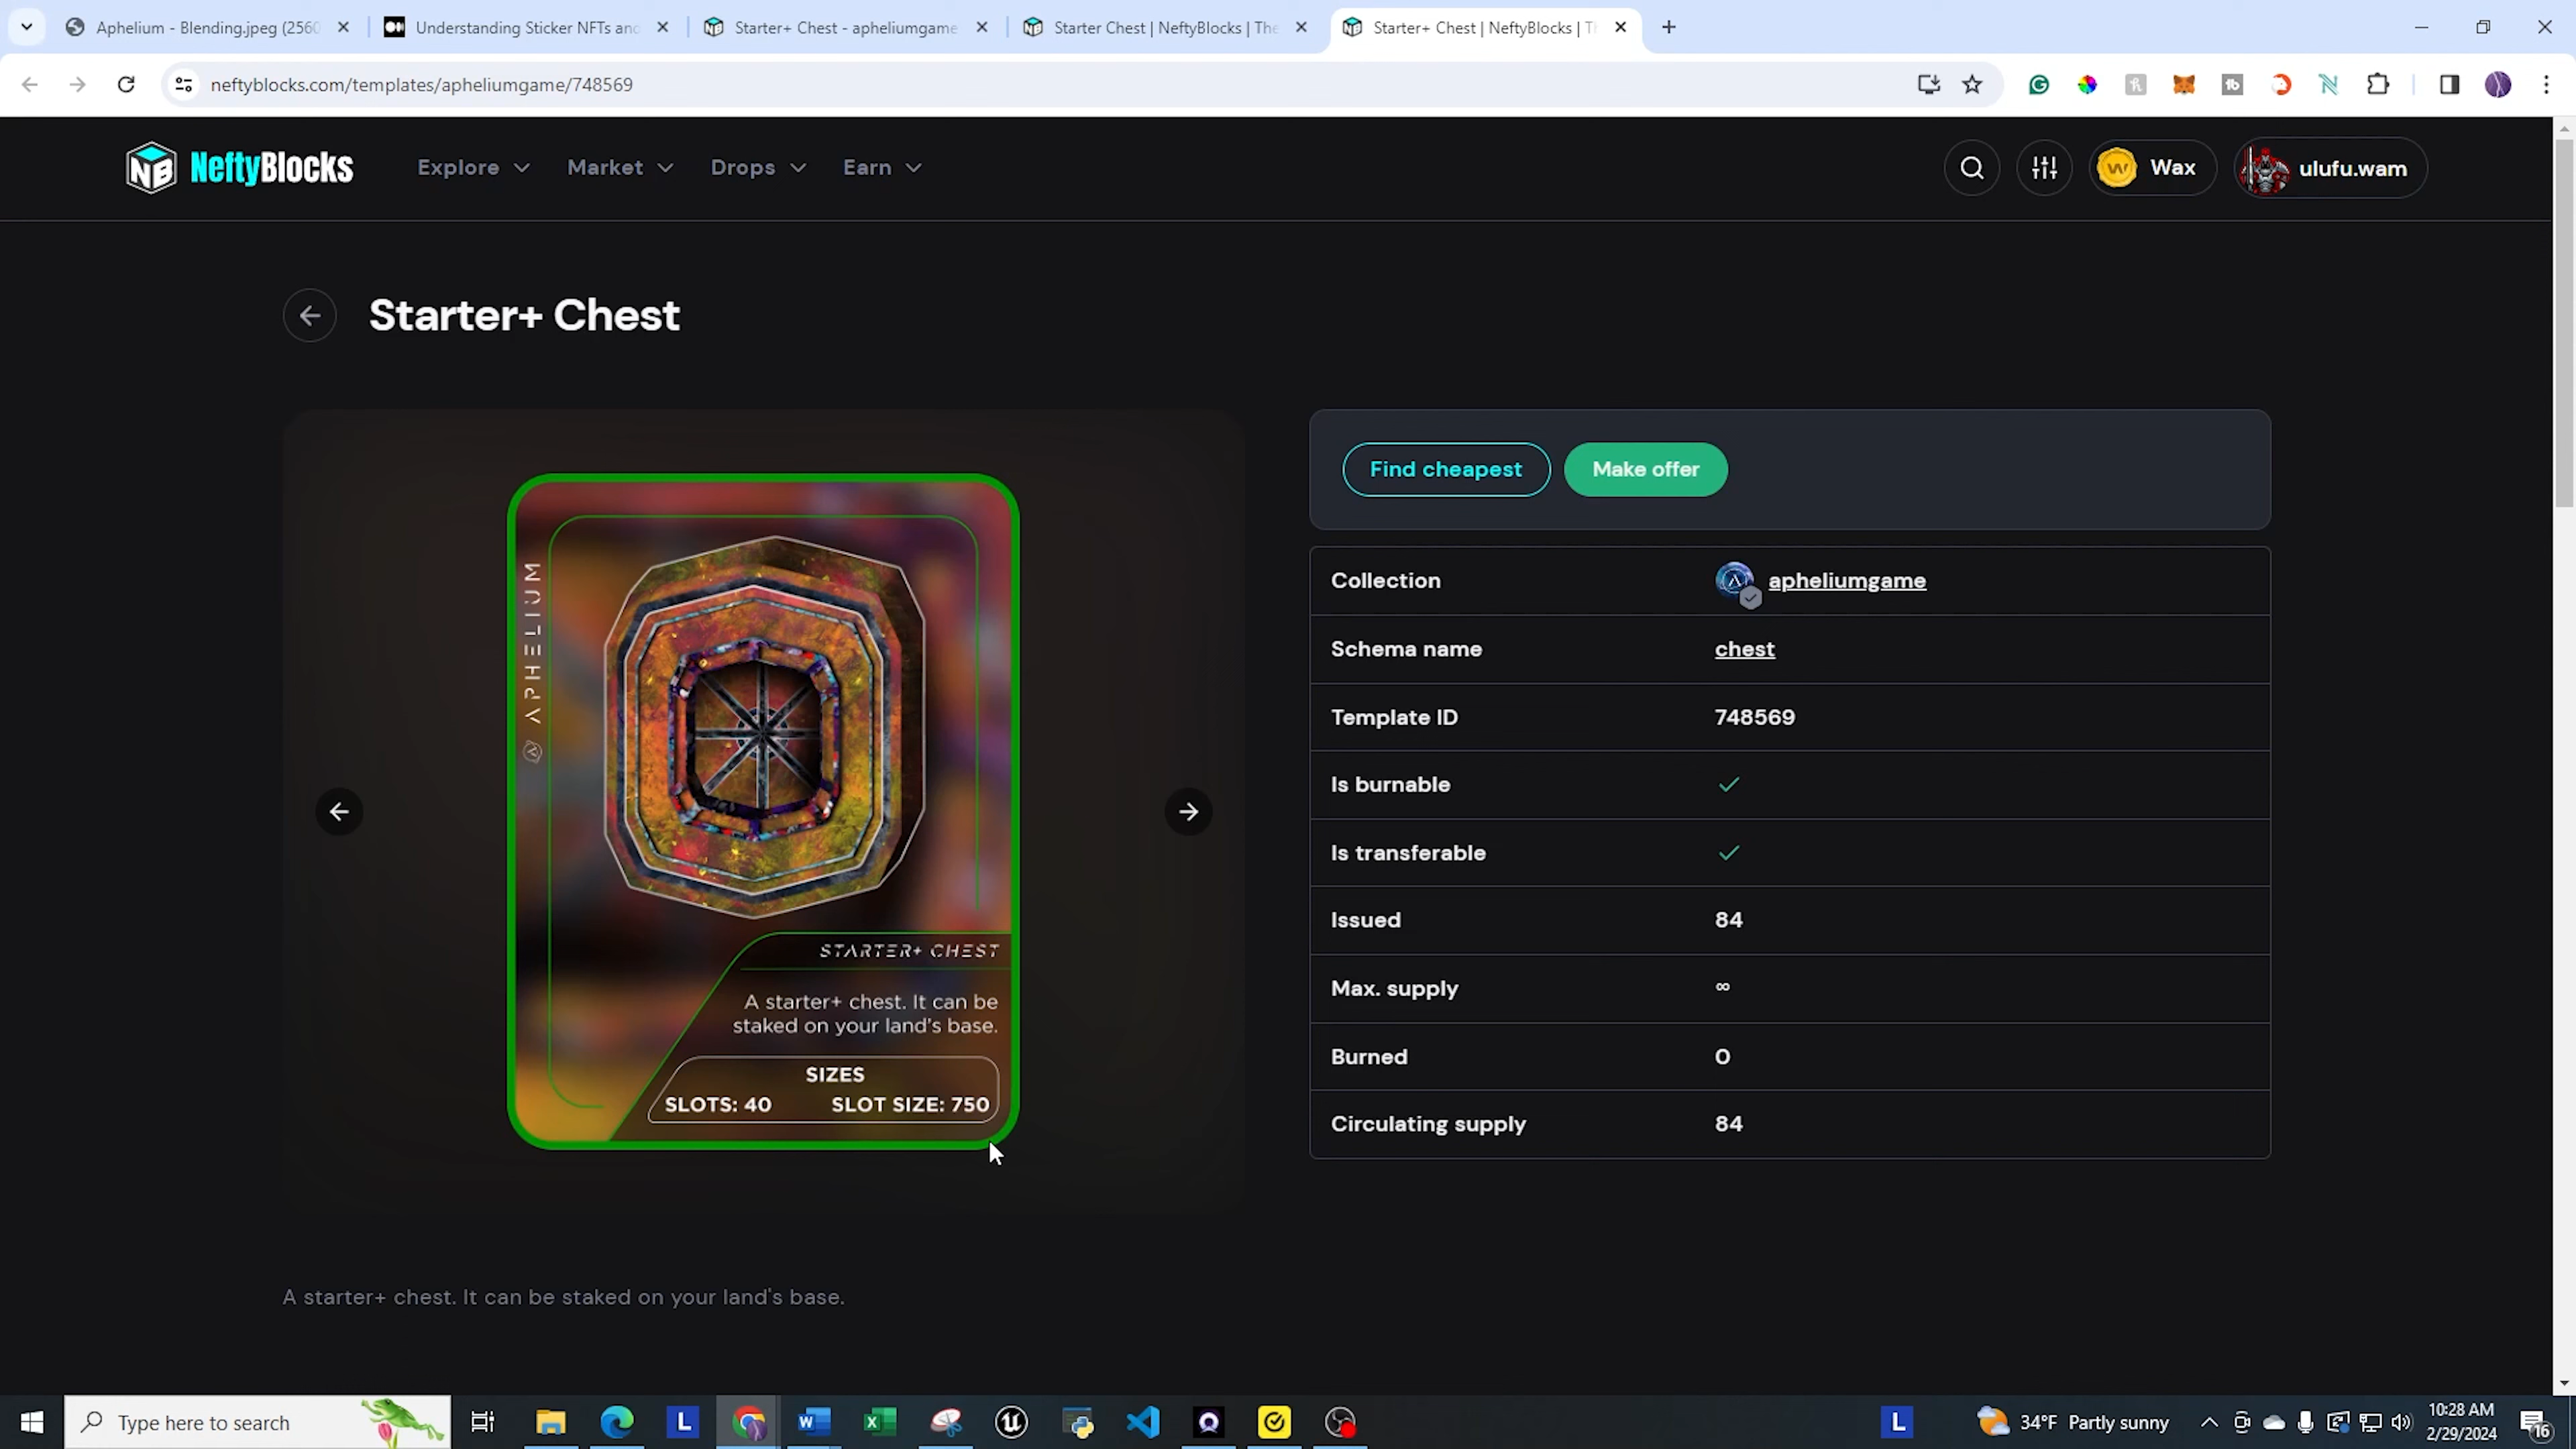 Aphelium - Blending.jpeg (2560
Understanding Sticker NFTs and
Starter+ Chest - apheliumgame
Starter Chest | NeftyBlocks | The
Starter+ Chest | NeftyBlocks | Th
neftyblocks.com/templates/apheliumgame/748569
NeftyBlocks
Explore
Market
Drops
Earn
Wax
ulufu.wam
Starter+ Chest
APHELIUM
STARTER+ CHEST
A starter+ chest. It can be
staked on your land's base.
SIZES
SLOTS: 40 SLOT SIZE: 750
Find cheapest
Make offer
Collection apheliumgame
Schema name chest
Template ID 748569
Is burnable
Is transferable
Issued 84
Max. supply ∞
Burned 0
Circulating supply 84
A starter+ chest. It can be staked on your land's base.
Type here to search
34°F Partly sunny
10:28 AM
2/29/2024
16